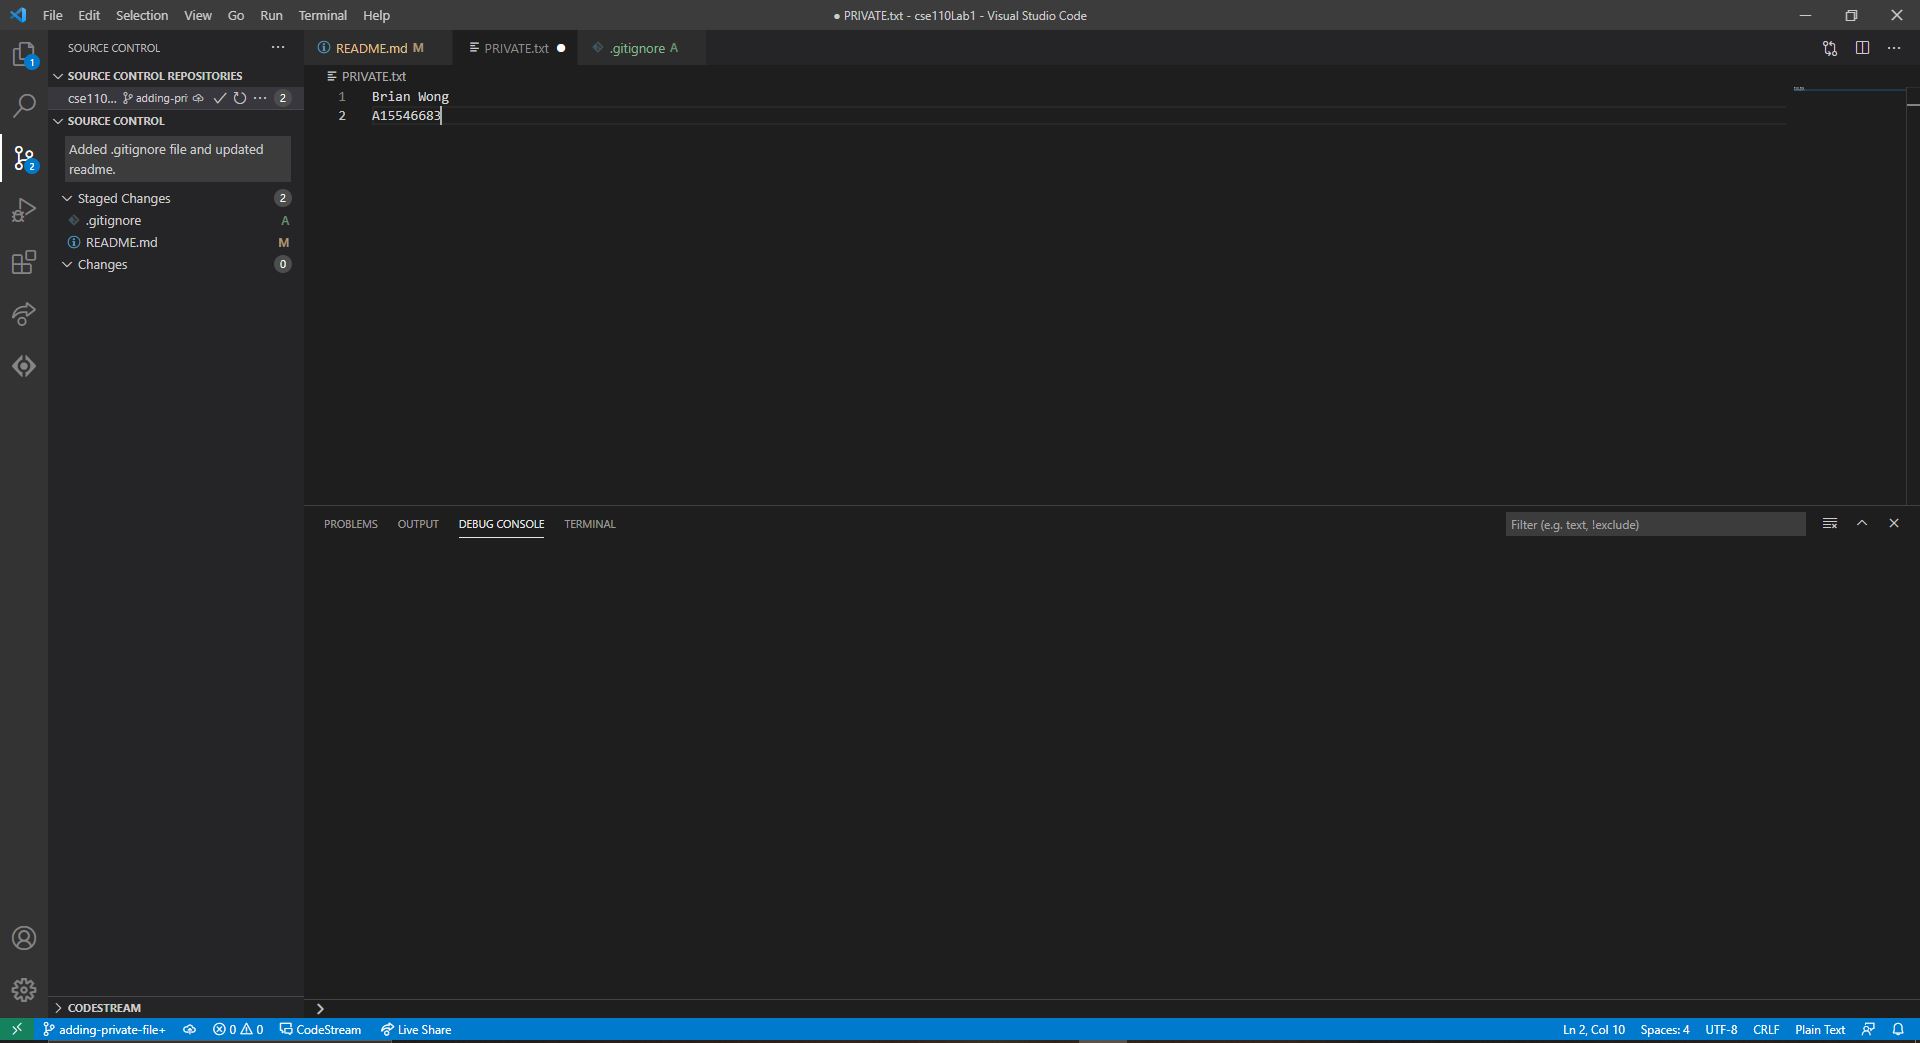 File Edit Selection View Go Run Terminal Help
● PRIVATE.txt - cse110Lab1 - Visual Studio Code
SOURCE CONTROL ...
1
2
SOURCE CONTROL REPOSITORIES
cse110... adding-pri ... 2
SOURCE CONTROL
Added .gitignore file and updated
readme.
Staged Changes 2
.gitignore A
README.md M
Changes 0
CODESTREAM
README.md M PRIVATE.txt ● .gitignore A
PRIVATE.txt
1 Brian Wong
2 A15546683
PROBLEMS OUTPUT DEBUG CONSOLE TERMINAL
Filter (e.g. text, !exclude)
adding-private-file+ 0 0 CodeStream Live Share
Ln 2, Col 10 Spaces: 4 UTF-8 CRLF Plain Text